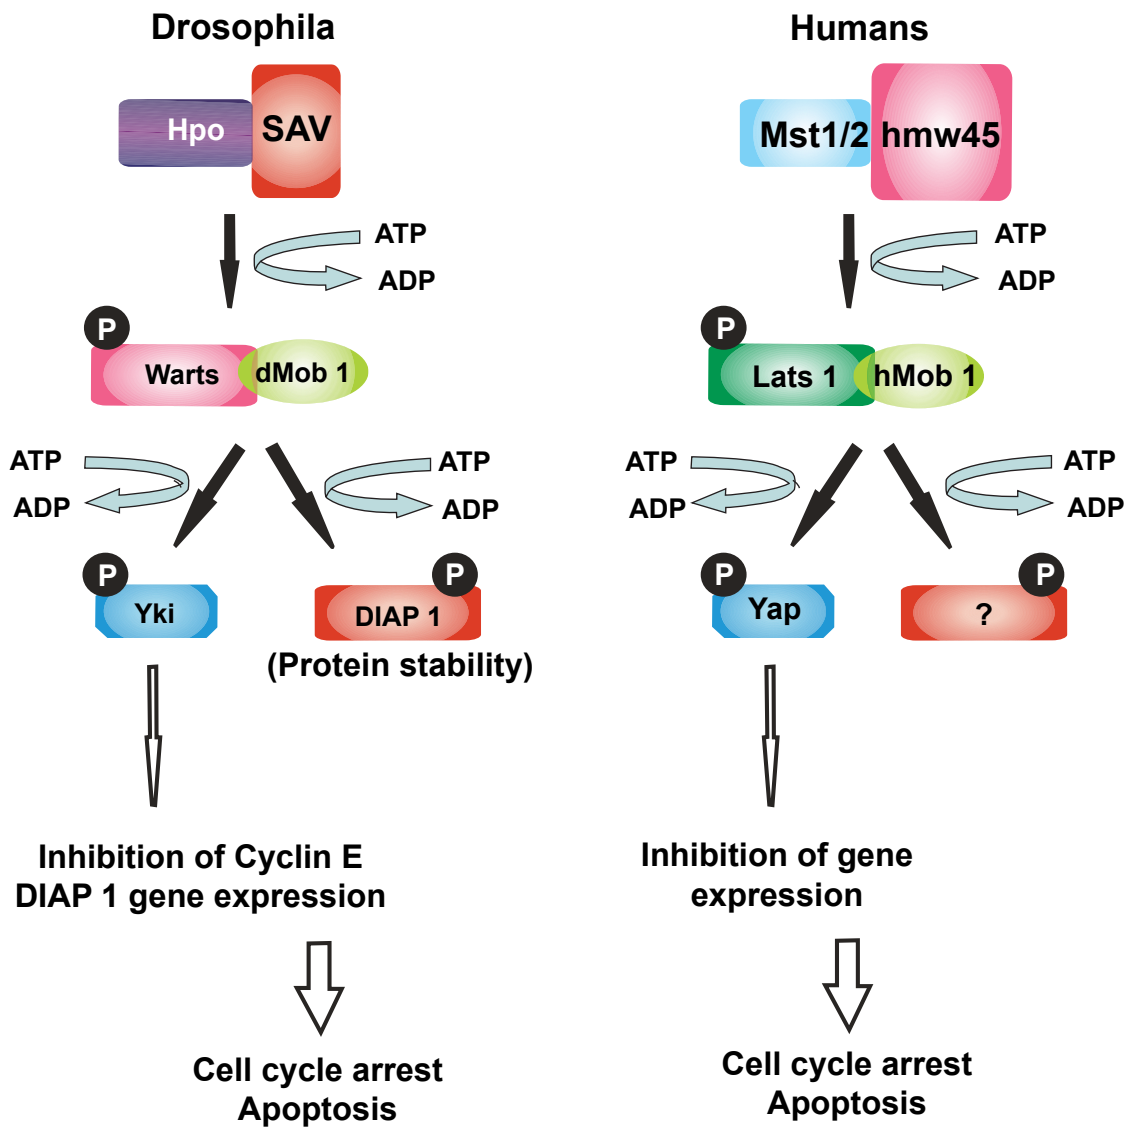 Drosophila
Hpo
SAV
ATP
ADP
P
Warts
dMob 1
ATP
ADP
ATP
ADP
P
Yki
P
DIAP 1
(Protein stability)
Inhibition of Cyclin E
DIAP 1 gene expression
Cell cycle arrest
Apoptosis
Humans
Mst1/2
hmw45
ATP
ADP
P
Lats 1
hMob 1
ATP
ADP
ATP
ADP
P
Yap
P
?
Inhibition of gene
expression
Cell cycle arrest
Apoptosis